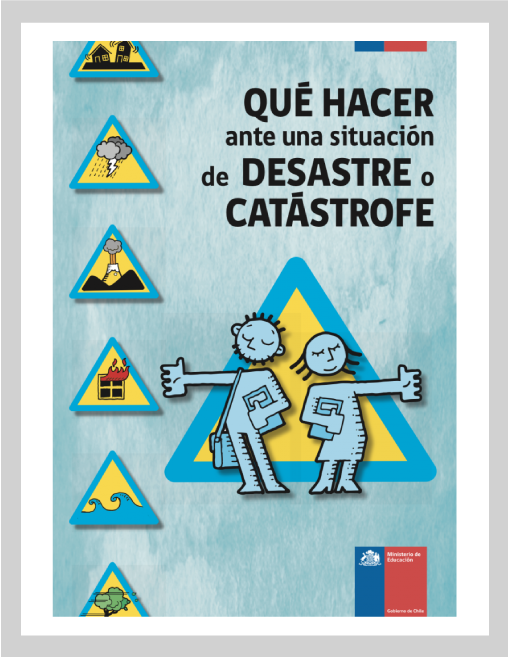 QUÉ HACER
ante una situación
de DESASTRE o
CATÁSTROFE
Ministerio de
Educación
Gobierno de Chile